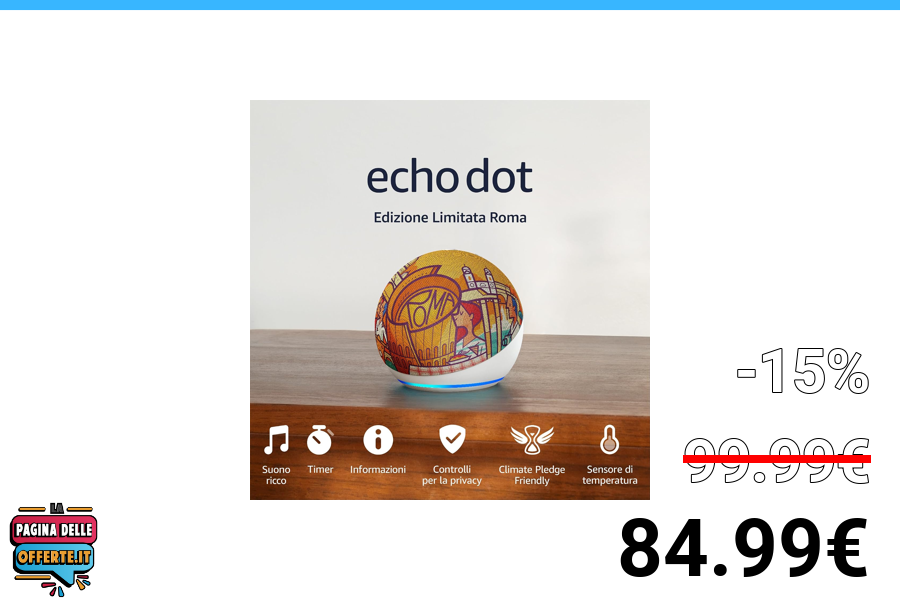 echo dot
Edizione Limitata Roma
ROMA
Suono ricco
Timer
Informazioni
Controlli per la privacy
Climate Pledge Friendly
Sensore di temperatura
-15%
99.99€
84.99€
LA
PAGINA DELLE
OFFERTE.IT